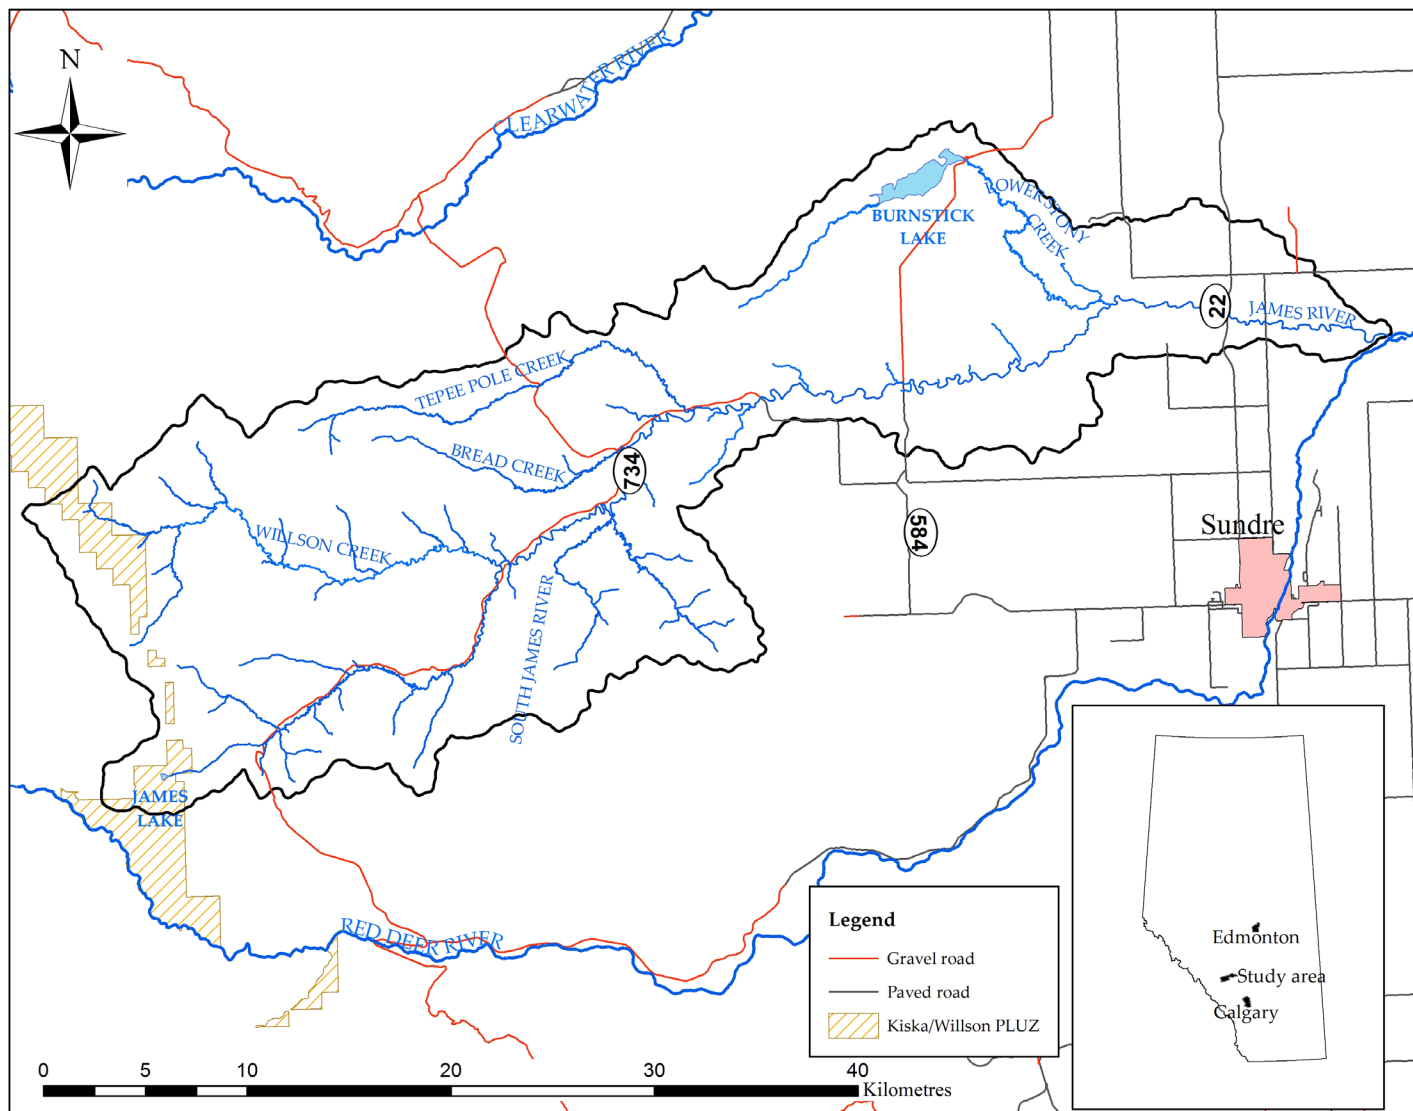 N
CLEARWATER RIVER
LOWER STONY
CREEK
BURNSTICK
LAKE
22
JAMES RIVER
TEPEE POLE CREEK
BREAD CREEK
734
WILLSON CREEK
584
Sundre
SOUTH JAMES RIVER
JAMES
LAKE
RED DEER RIVER
Legend
Gravel road
Paved road
Kiska/Willson PLUZ
Edmonton
Study area
Calgary
0 5 10 20 30 40
Kilometres